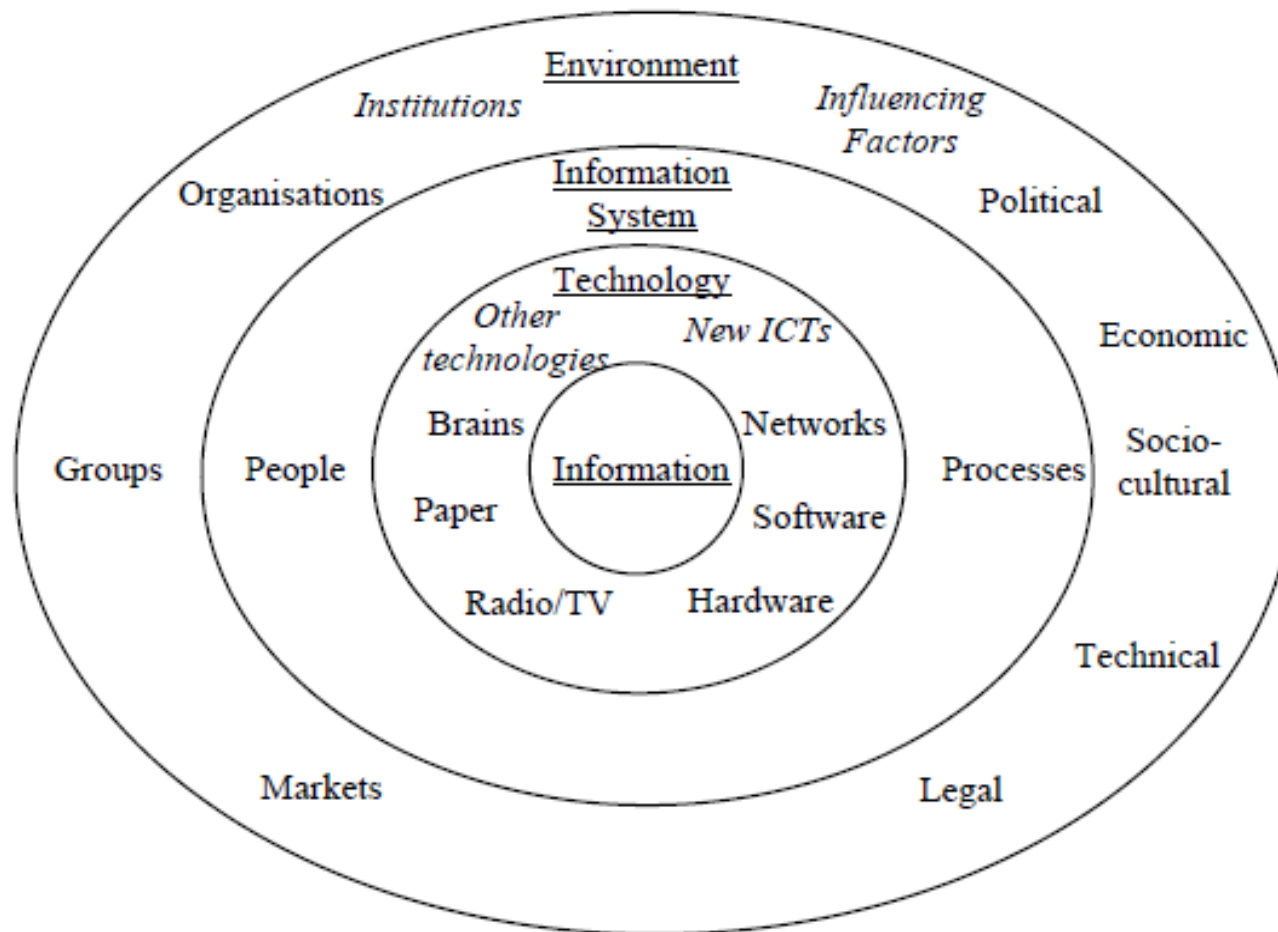 Environment
Institutions
Influencing
Factors
Organisations
Information
System
Political
Technology
Other
technologies
New ICTs
Economic
Brains
Networks
Groups
People
Information
Processes
Socio-
cultural
Paper
Software
Radio/TV
Hardware
Technical
Markets
Legal